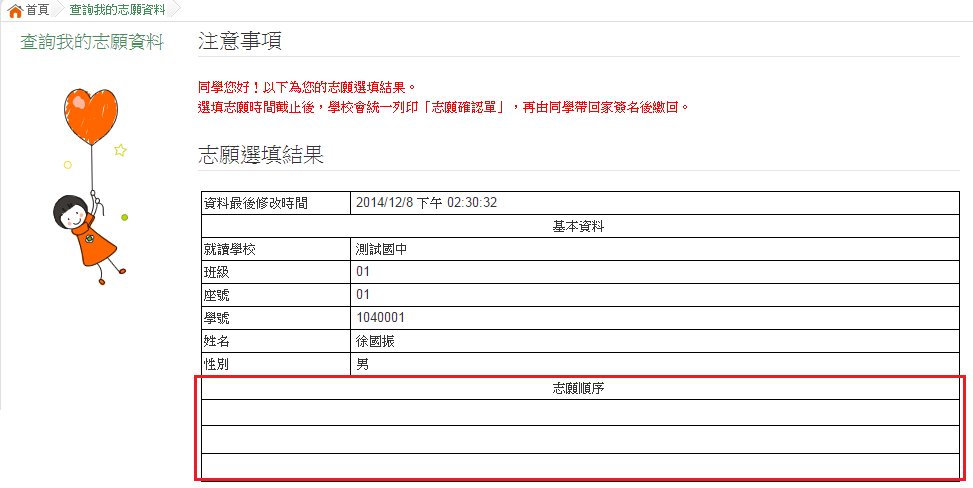 首頁 查詢我的志願資料
查詢我的志願資料
注意事項
同學您好！以下為您的志願選填結果。
選填志願時間截止後，學校會統一列印「志願確認單」，再由同學帶回家簽名後繳回。
志願選填結果
資料最後修改時間 2014/12/8 下午 02:30:32
基本資料
就讀學校 測試國中
班級 01
座號 01
學號 1040001
姓名 徐國振
性別 男
志願順序